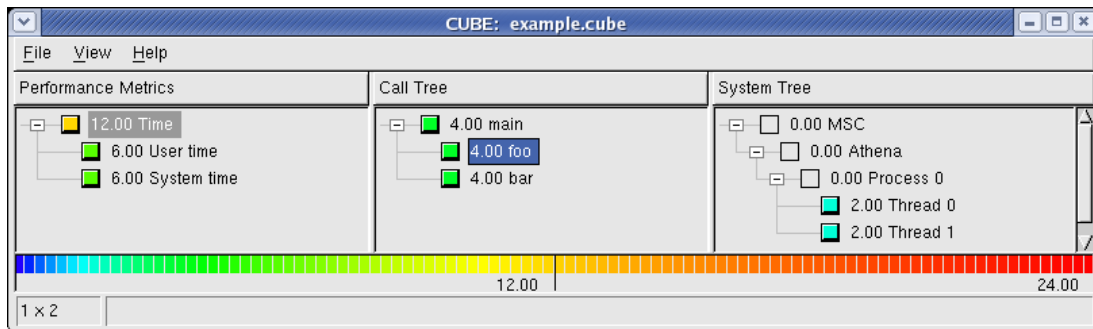 CUBE: example.cube
File View Help
Performance Metrics
12.00 Time
6.00 User time
6.00 System time
Call Tree
4.00 main
4.00 foo
4.00 bar
System Tree
0.00 MSC
0.00 Athena
0.00 Process 0
2.00 Thread 0
2.00 Thread 1
12.00 24.00
1 × 2